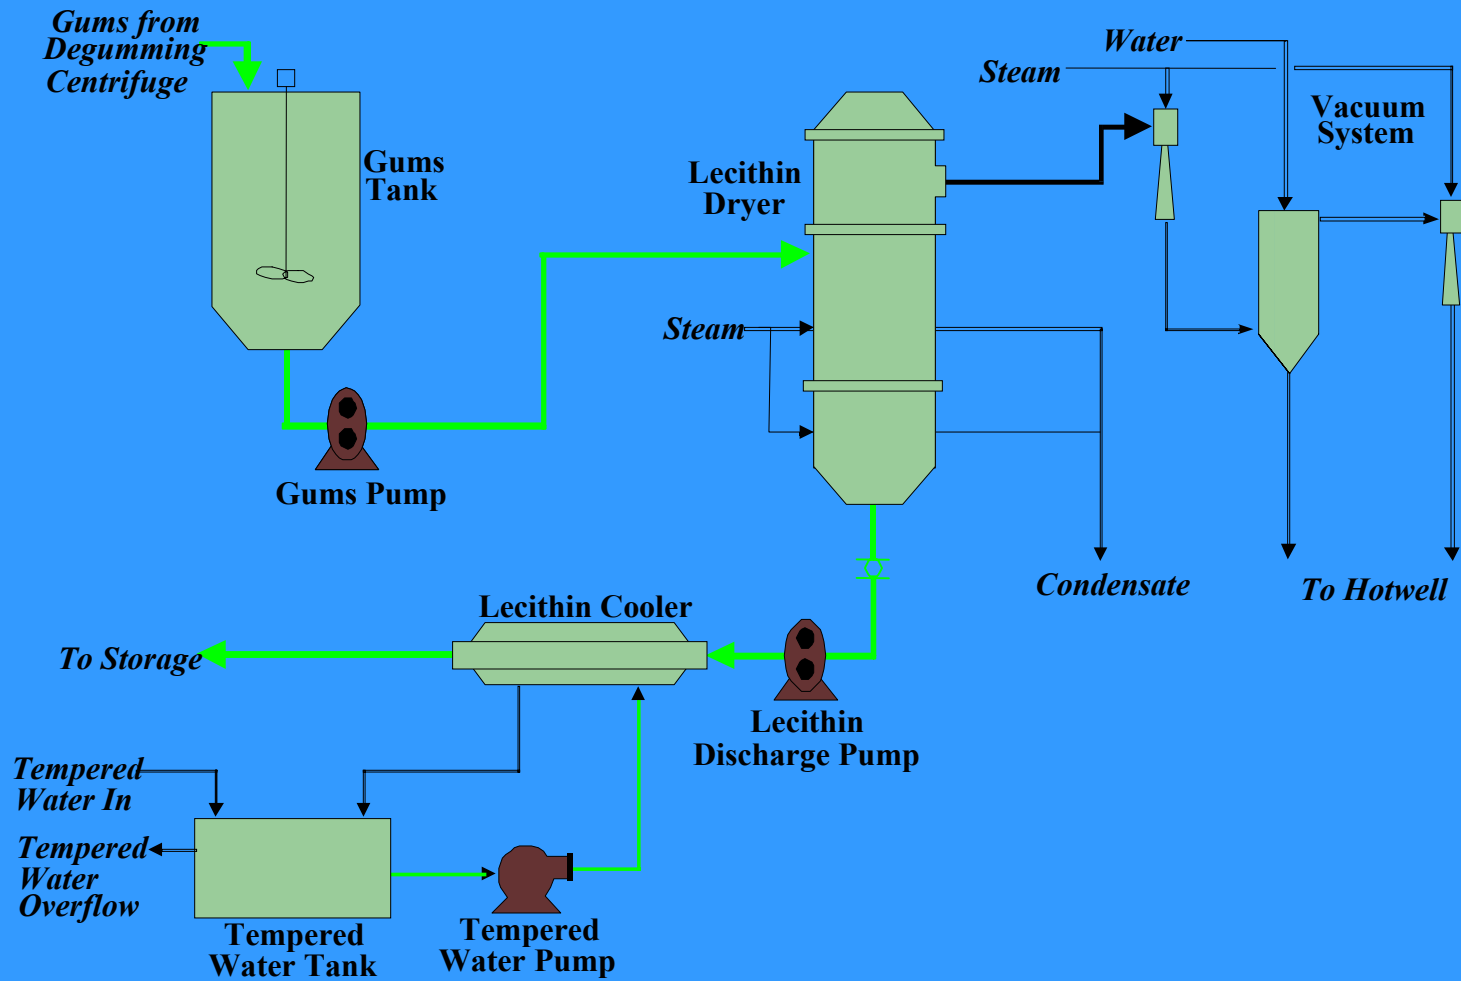 Gums from
Degumming
Centrifuge
Water
Steam
Vacuum
System
Gums
Tank
Lecithin
Dryer
Steam
Gums Pump
Condensate
To Hotwell
Lecithin Cooler
To Storage
Lecithin
Discharge Pump
Tempered
Water In
Tempered
Water
Overflow
Tempered
Water Tank
Tempered
Water Pump